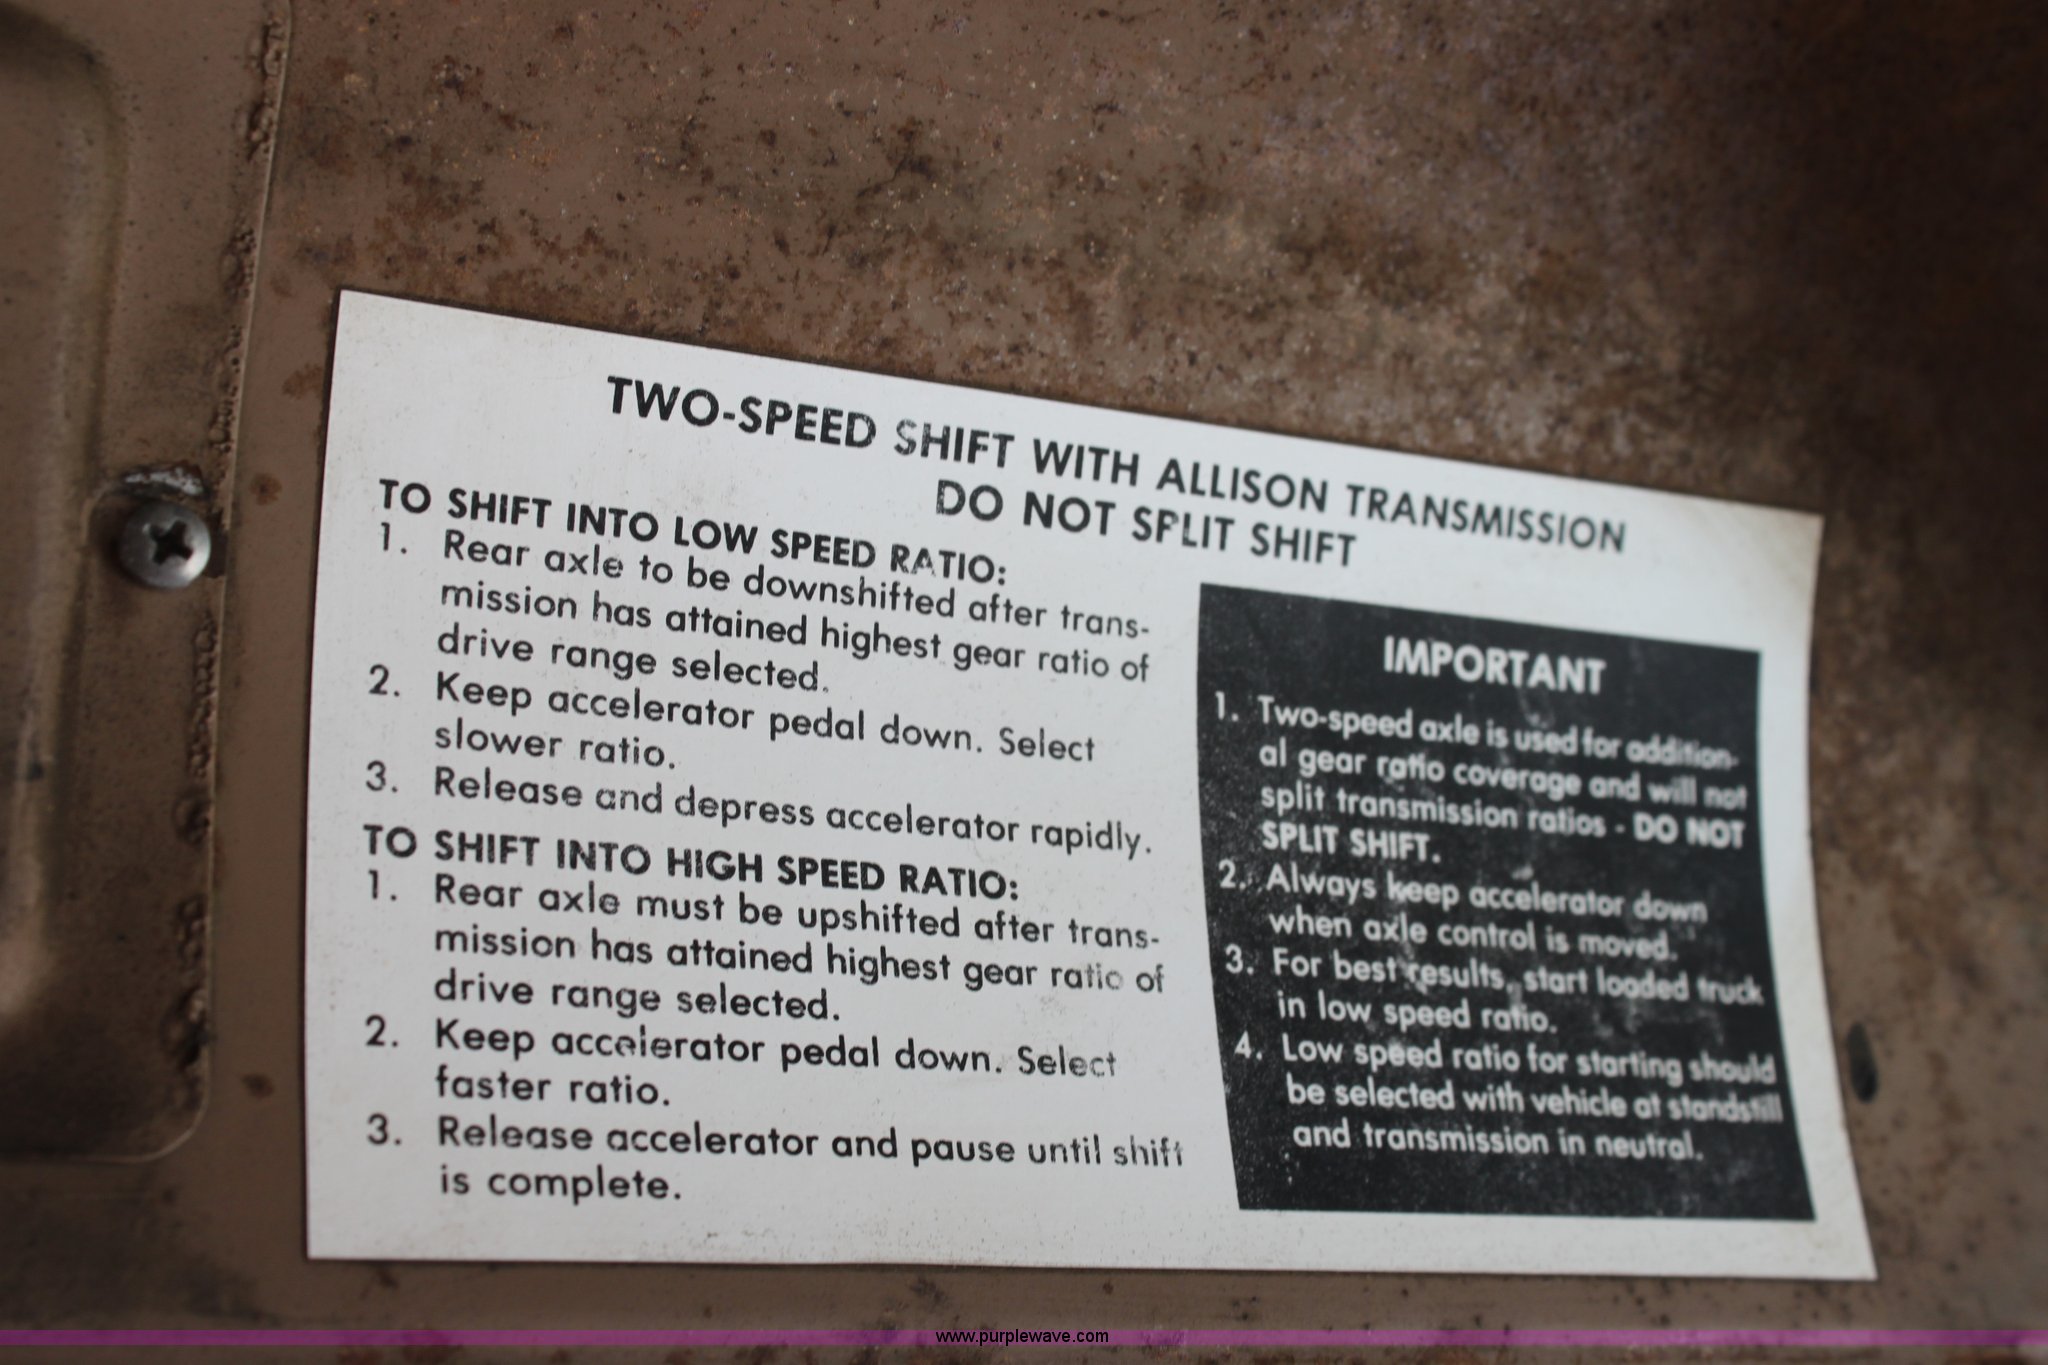 TWO-SPEED SHIFT WITH ALLISON TRANSMISSION
DO NOT SPLIT SHIFT
TO SHIFT INTO LOW SPEED RATIO:
1. Rear axle to be downshifted after trans-
mission has attained highest gear ratio of
drive range selected.
2. Keep accelerator pedal down. Select
slower ratio.
3. Release and depress accelerator rapidly.
TO SHIFT INTO HIGH SPEED RATIO:
1. Rear axle must be upshifted after trans-
mission has attained highest gear ratio of
drive range selected.
2. Keep accelerator pedal down. Select
faster ratio.
3. Release accelerator and pause until shift
is complete.
IMPORTANT
1. Two-speed axle is used for addition-
al gear ratio coverage and will not
split transmission ratios - DO NOT
SPLIT SHIFT.
2. Always keep accelerator down
when axle control is moved.
3. For best results, start loaded truck
in low speed ratio.
4. Low speed ratio for starting should
be selected with vehicle at standstill
and transmission in neutral.
www.purplewave.com